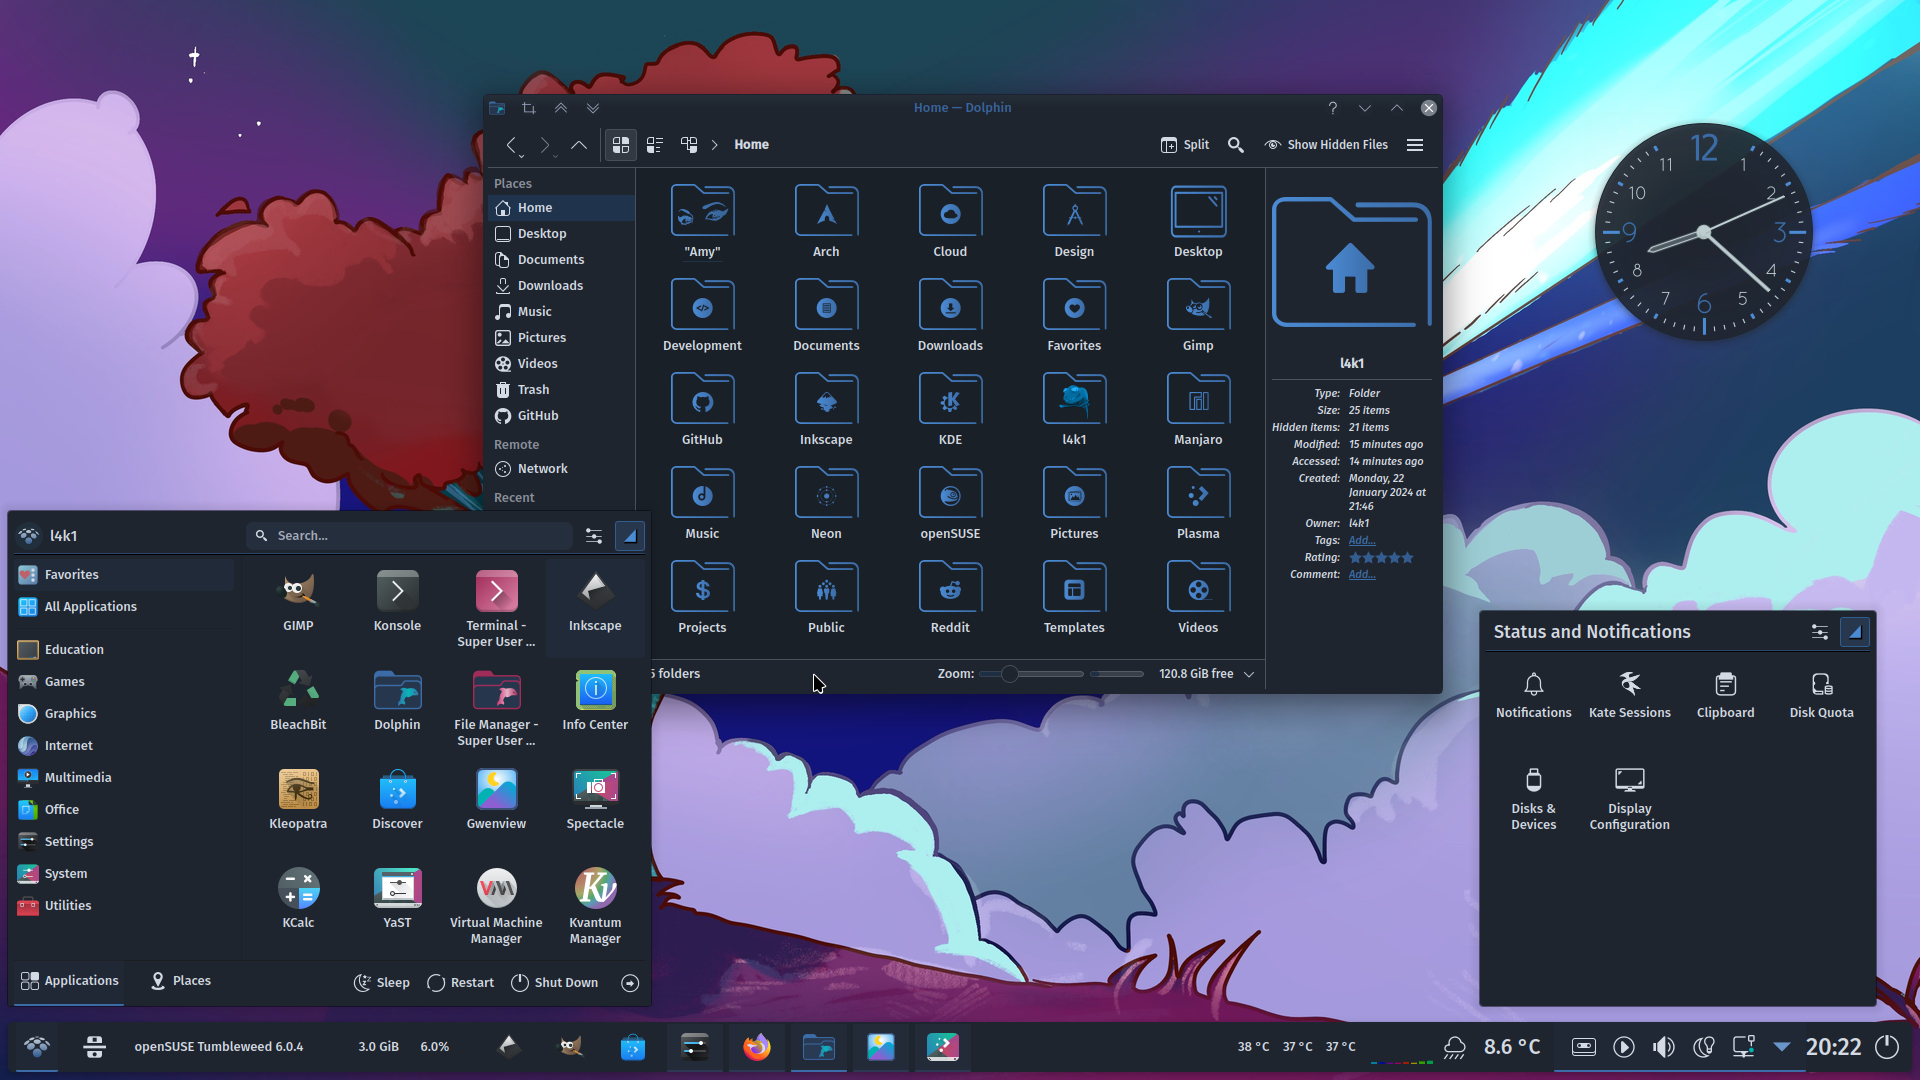 Home — Dolphin
Home
Split
Show Hidden Files
Places
Home
Desktop
Documents
Downloads
Music
Pictures
Videos
Trash
GitHub
Remote
Network
Recent
"Amy"
Arch
Cloud
Design
Desktop
Development
Documents
Downloads
Favorites
Gimp
GitHub
Inkscape
KDE
l4k1
Manjaro
Music
Neon
openSUSE
Pictures
Plasma
Projects
Public
Reddit
Templates
Videos
folders
Zoom:
120.8 GiB free
l4k1
Type: Folder
Size: 25 items
Hidden items: 21 items
Modified: 15 minutes ago
Accessed: 14 minutes ago
Created: Monday, 22
January 2024 at
21:46
Owner: l4k1
Tags: Add...
Rating:
Comment: Add...
12
1
2
3
4
5
6
7
8
9
10
11
l4k1
Search...
Favorites
All Applications
Education
Games
Graphics
Internet
Multimedia
Office
Settings
System
Utilities
GIMP
Konsole
Terminal -
Super User ...
Inkscape
BleachBit
Dolphin
File Manager -
Super User ...
Info Center
Kleopatra
Discover
Gwenview
Spectacle
KCalc
YaST
Virtual Machine
Manager
Kvantum
Manager
Applications
Places
Sleep
Restart
Shut Down
Status and Notifications
Notifications
Kate Sessions
Clipboard
Disk Quota
Disks &
Devices
Display
Configuration
openSUSE Tumbleweed 6.0.4
3.0 GiB
6.0%
38 °C
37 °C
37 °C
8.6 °C
20:22